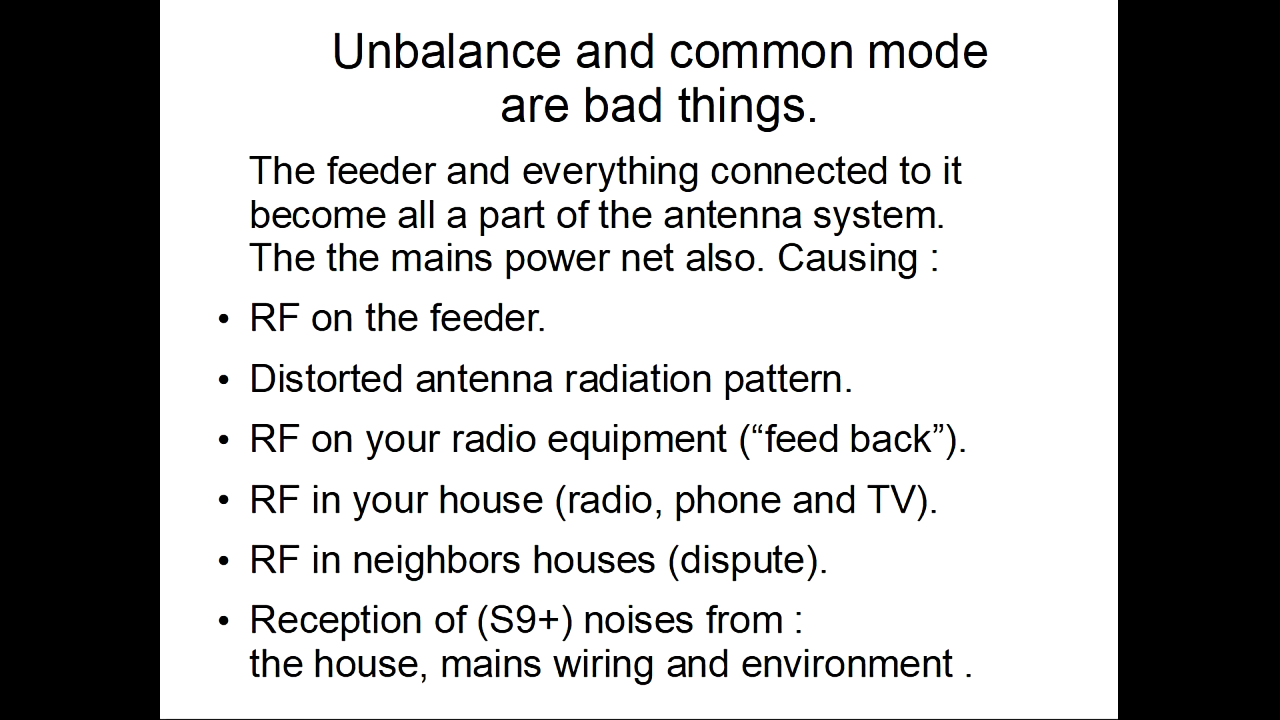 Unbalance and common mode
are bad things.
The feeder and everything connected to it
become all a part of the antenna system.
The the mains power net also. Causing :
• RF on the feeder.
• Distorted antenna radiation pattern.
• RF on your radio equipment (“feed back”).
• RF in your house (radio, phone and TV).
• RF in neighbors houses (dispute).
• Reception of (S9+) noises from :
the house, mains wiring and environment .